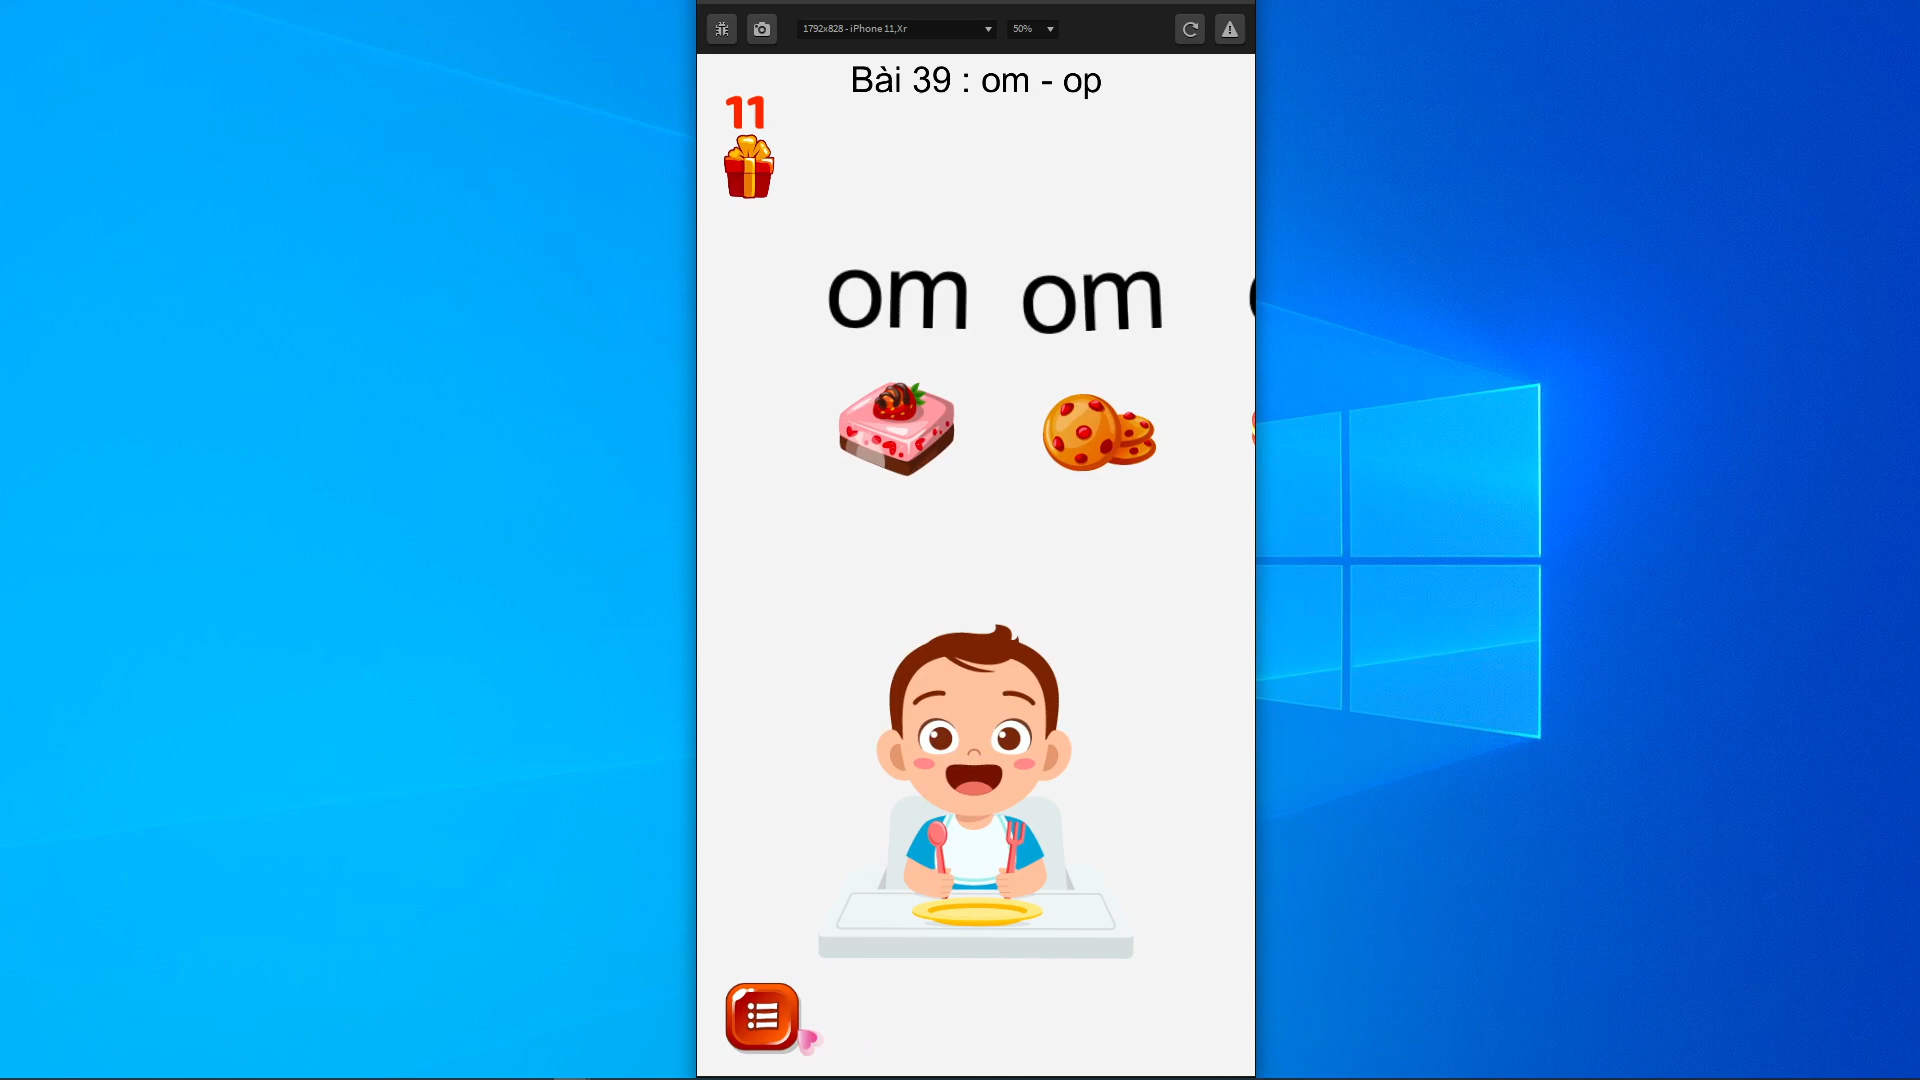 1792x828 - iPhone 11,Xr 50%
Bài 39 : om - op
11
om om